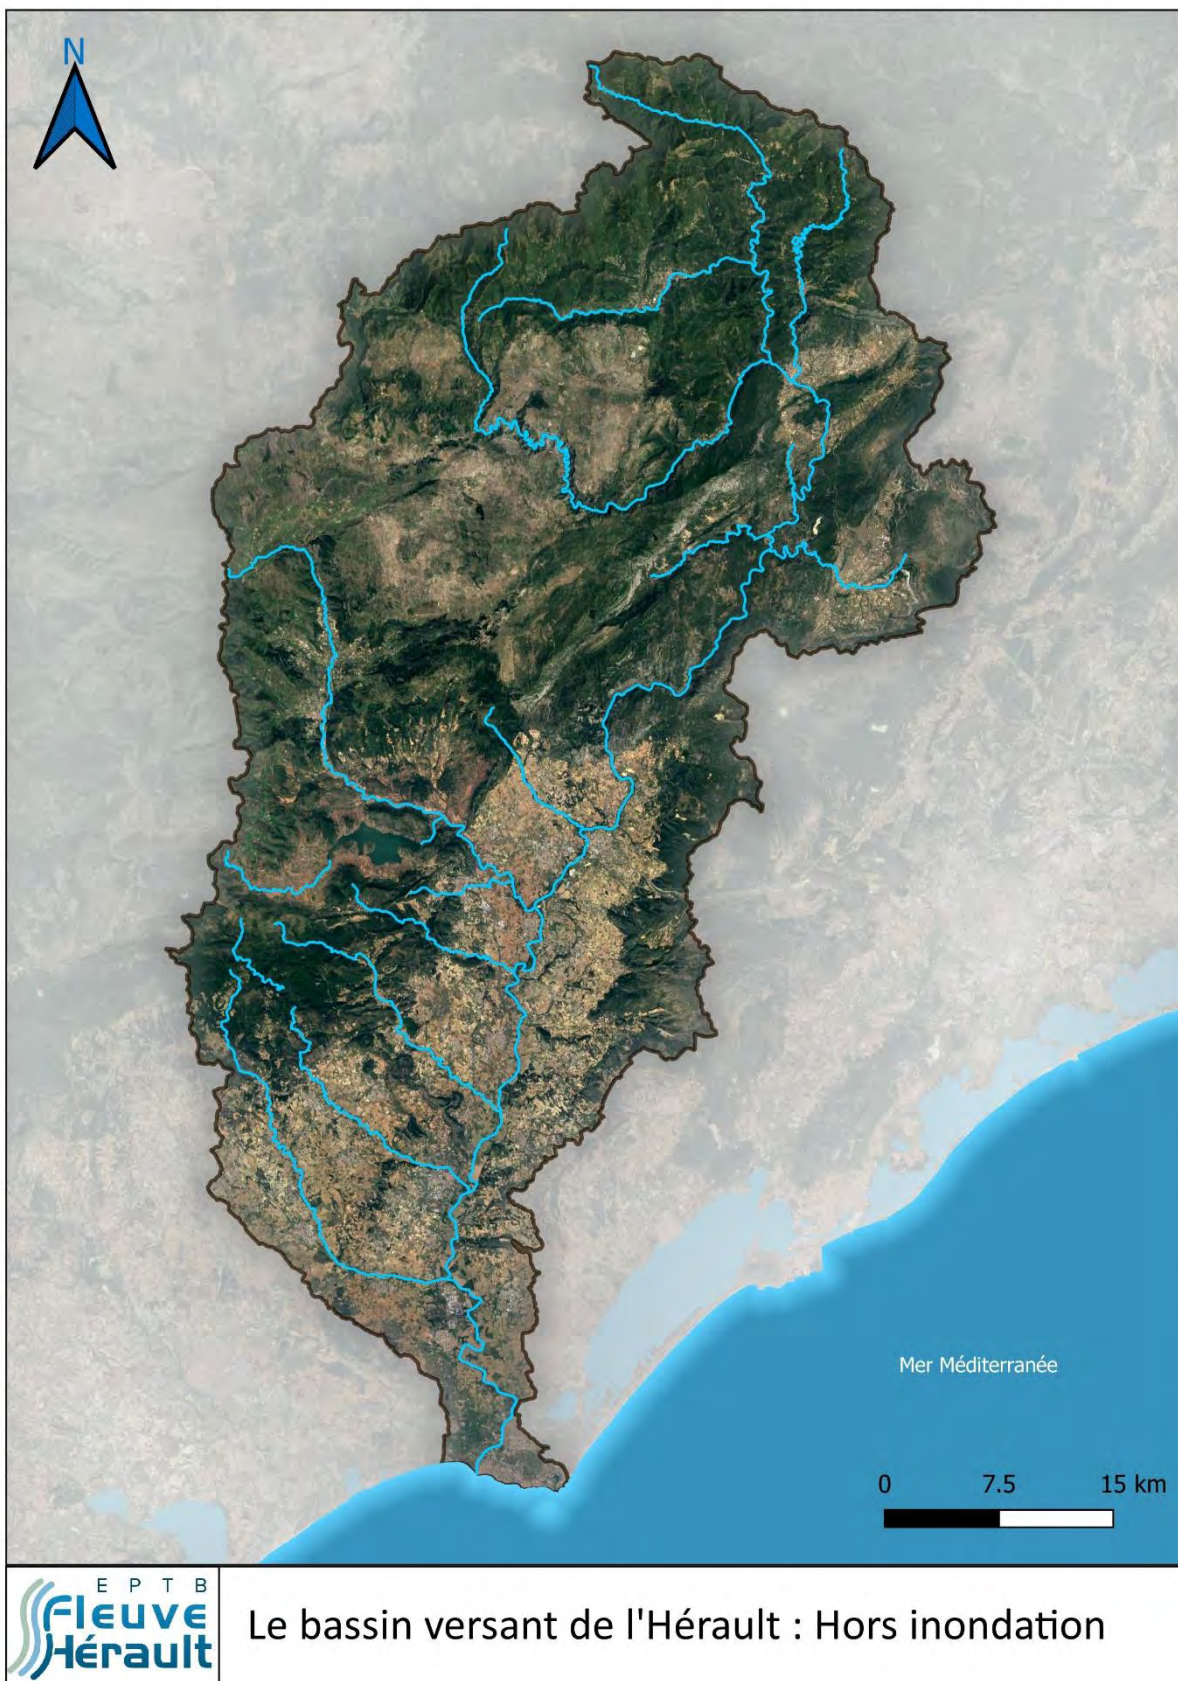 N
Mer Méditerranée
0 7.5 15 km
E P T B
Fleuve
Hérault
Le bassin versant de l'Hérault : Hors inondation